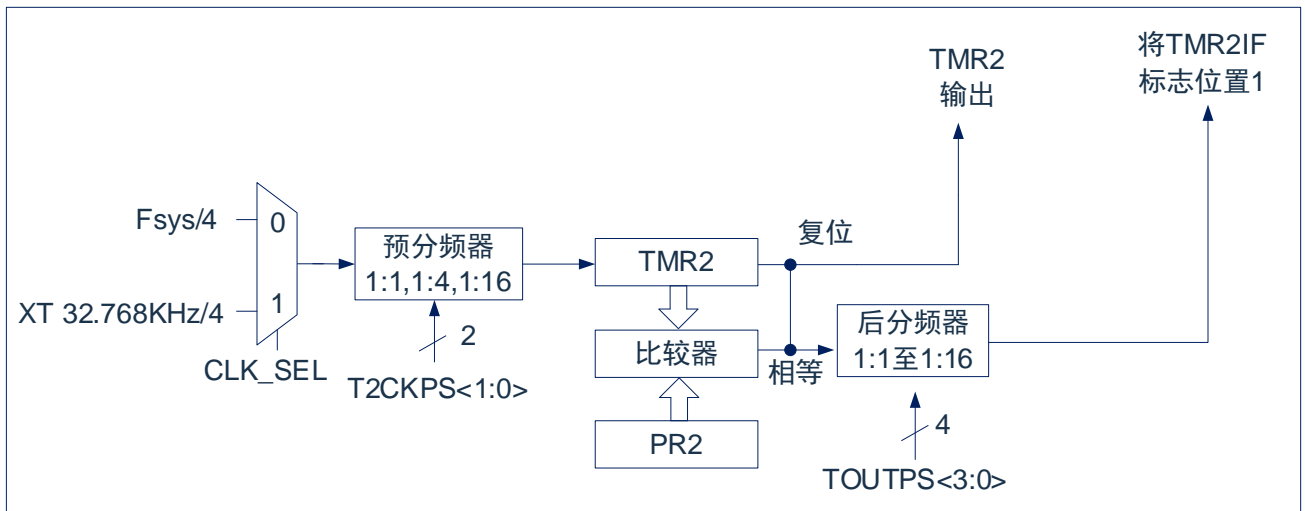 TMR2
输出
将TMR2IF
标志位置1
Fsys/4
0
XT 32.768KHz/4
1
CLK_SEL
预分频器
1:1,1:4,1:16
2
T2CKPS<1:0>
TMR2
复位
比较器
相等
PR2
后分频器
1:1至1:16
4
TOUTPS<3:0>